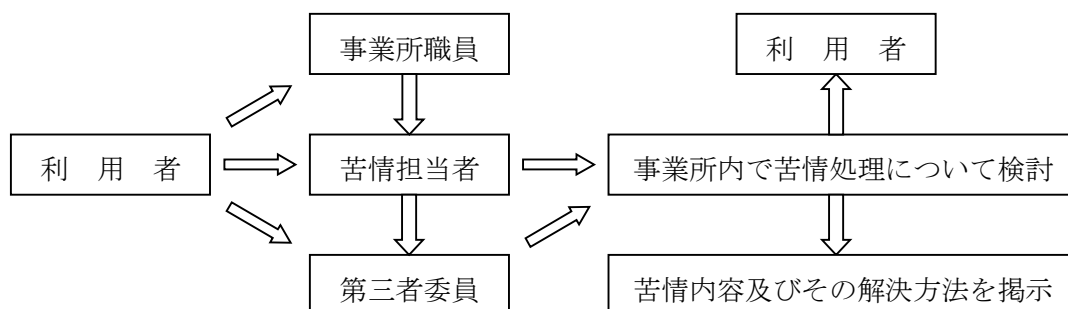 事業所職員
利　用　者
利　用　者
苦情担当者
事業所内で苦情処理について検討
第三者委員
苦情内容及びその解決方法を掲示